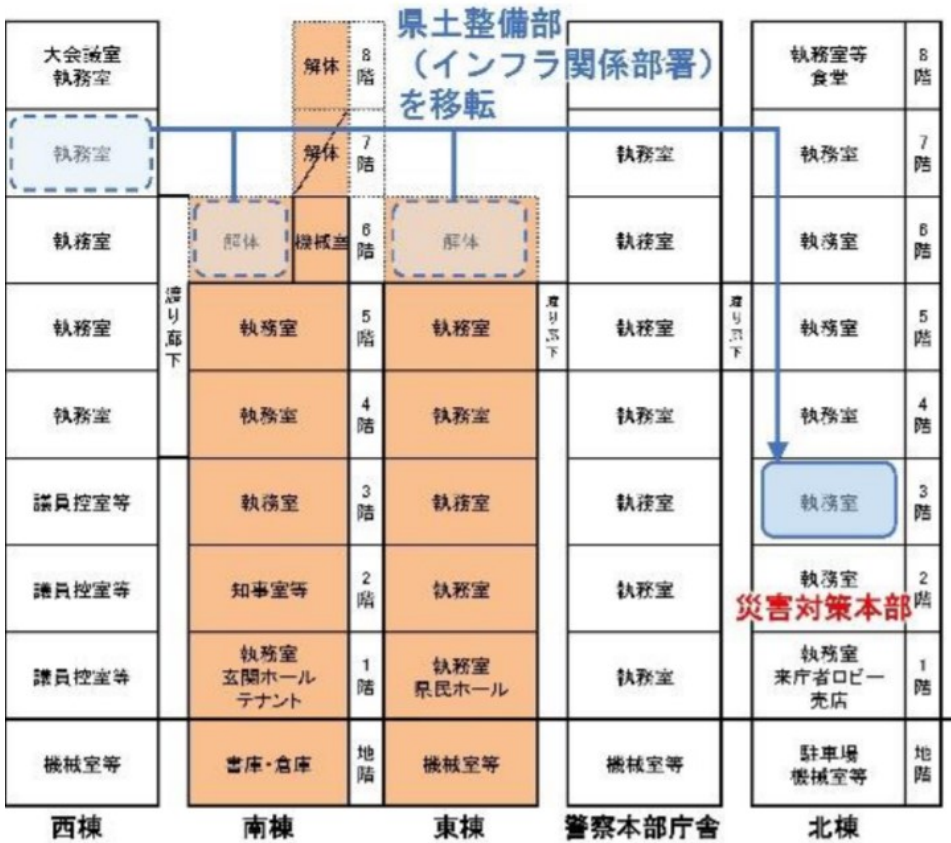 県土整備部
（インフラ関係部署）
を移転
大会議室
執務室
解体
8階
執務室等
食堂
8階
執務室
解体
7階
執務室
執務室
7階
執務室
解体
機械室
6階
解体
執務室
執務室
6階
渡り廊下
執務室
執務室
5階
執務室
渡り廊下
執務室
渡り廊下
執務室
5階
執務室
執務室
4階
執務室
執務室
執務室
4階
議員控室等
執務室
3階
執務室
執務室
執務室
3階
議員控室等
知事室等
2階
執務室
執務室
執務室
災害対策本部
2階
議員控室等
執務室
玄関ホール
テナント
1階
執務室
県民ホール
執務室
執務室
来庁者ロビー
売店
1階
機械室等
書庫・倉庫
地階
機械室等
機械室等
駐車場
機械室等
地階
西棟
南棟
東棟
警察本部庁舎
北棟